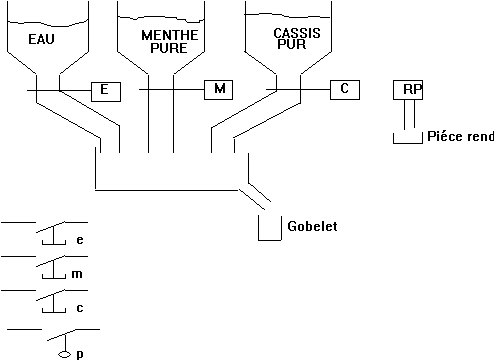 EAU
MENTHE
PURE
CASSIS
PUR
E
M
C
RP
Piéce rend
Gobelet
e
m
c
p